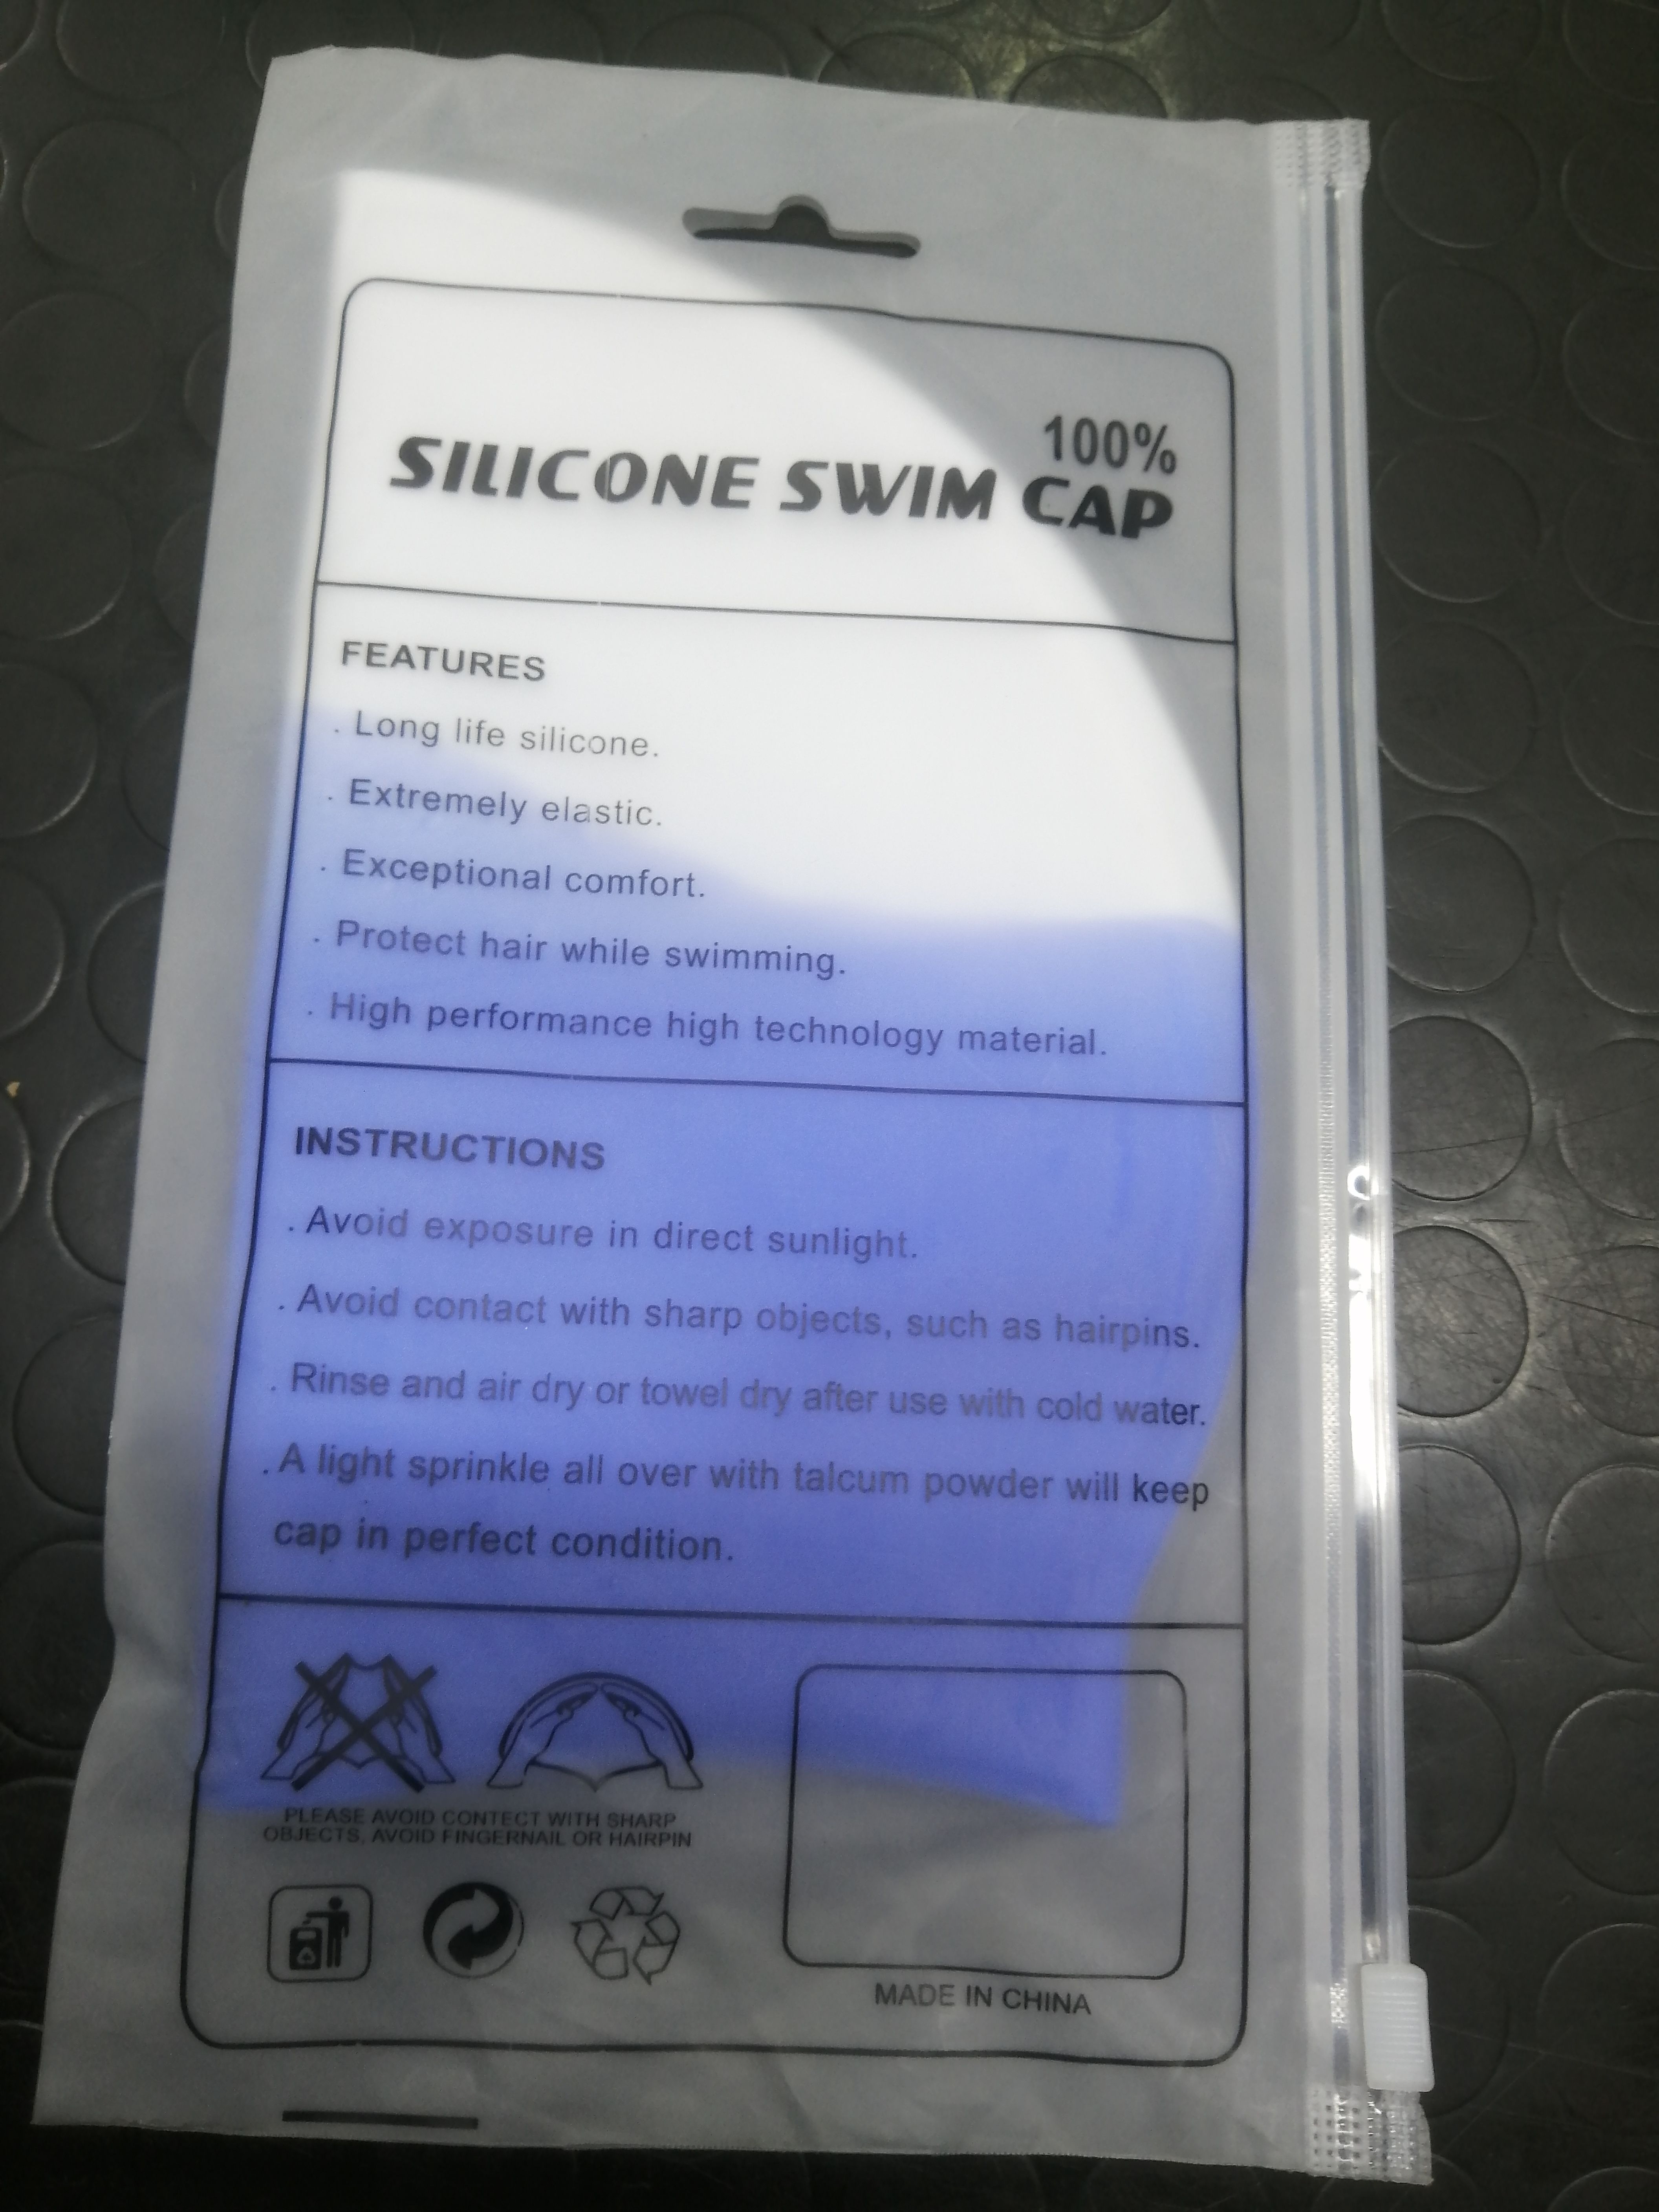 100%
SILICONE SWIM CAP
FEATURES
. Long life silicone.
. Extremely elastic.
. Exceptional comfort.
. Protect hair while swimming.
. High performance high technology material.
INSTRUCTIONS
. Avoid exposure in direct sunlight.
. Avoid contact with sharp objects, such as hairpins.
. Rinse and air dry or towel dry after use with cold water.
. A light sprinkle all over with talcum powder will keep
cap in perfect condition.
PLEASE AVOID CONTECT WITH SHARP
OBJECTS, AVOID FINGERNAIL OR HAIRPIN
MADE IN CHINA